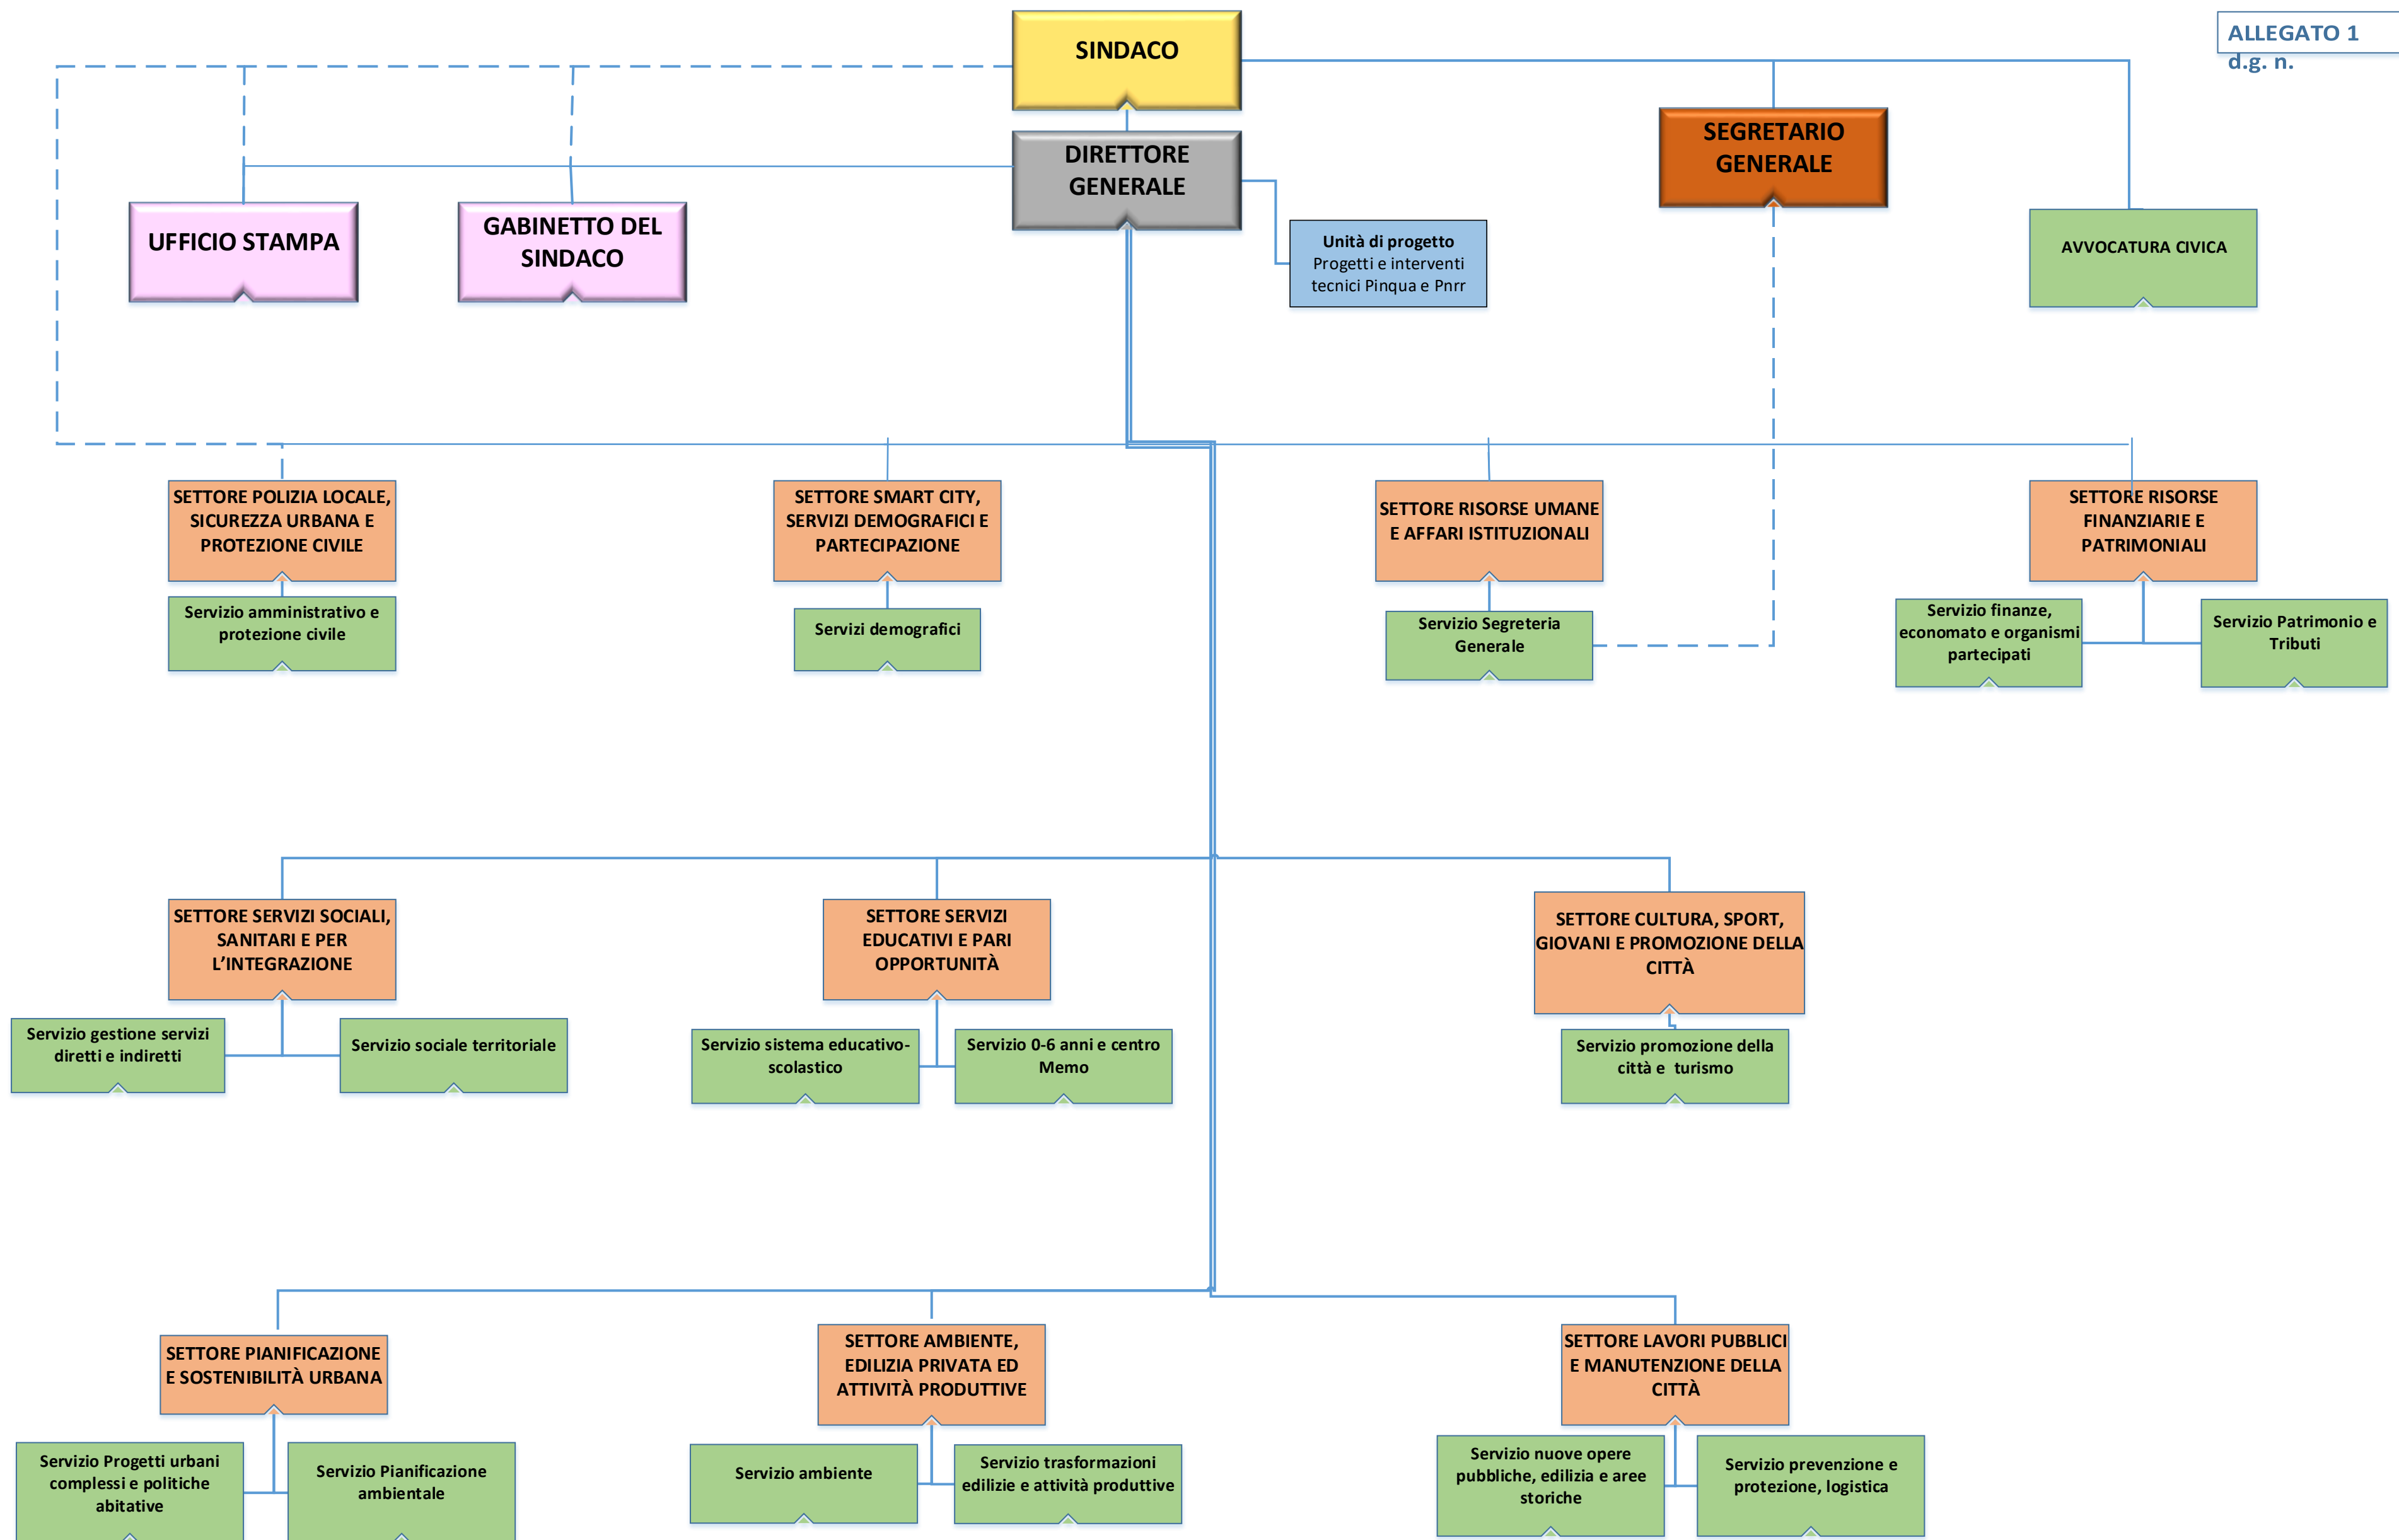 ALLEGATO 1
d.g. n.
SINDACO
DIRETTORE
GENERALE
SEGRETARIO
GENERALE
UFFICIO STAMPA
GABINETTO DEL
SINDACO
Unità di progetto
Progetti e interventi
tecnici Pinqua e Pnrr
AVVOCATURA CIVICA
SETTORE POLIZIA LOCALE,
SICUREZZA URBANA E
PROTEZIONE CIVILE
SETTORE SMART CITY,
SERVIZI DEMOGRAFICI E
PARTECIPAZIONE
SETTORE RISORSE UMANE
E AFFARI ISTITUZIONALI
SETTORE RISORSE
FINANZIARIE E
PATRIMONIALI
Servizio amministrativo e
protezione civile
Servizi demografici
Servizio Segreteria
Generale
Servizio finanze,
economato e organismi
partecipati
Servizio Patrimonio e
Tributi
SETTORE SERVIZI SOCIALI,
SANITARI E PER
L’INTEGRAZIONE
SETTORE SERVIZI
EDUCATIVI E PARI
OPPORTUNITÀ
SETTORE CULTURA, SPORT,
GIOVANI E PROMOZIONE DELLA
CITTÀ
Servizio gestione servizi
diretti e indiretti
Servizio sociale territoriale
Servizio sistema educativo-
scolastico
Servizio 0-6 anni e centro
Memo
Servizio promozione della
città e  turismo
SETTORE PIANIFICAZIONE
E SOSTENIBILITÀ URBANA
SETTORE AMBIENTE,
EDILIZIA PRIVATA ED
ATTIVITÀ PRODUTTIVE
SETTORE LAVORI PUBBLICI
E MANUTENZIONE DELLA
CITTÀ
Servizio Progetti urbani
complessi e politiche
abitative
Servizio Pianificazione
ambientale
Servizio ambiente
Servizio trasformazioni
edilizie e attività produttive
Servizio nuove opere
pubbliche, edilizia e aree
storiche
Servizio prevenzione e
protezione, logistica